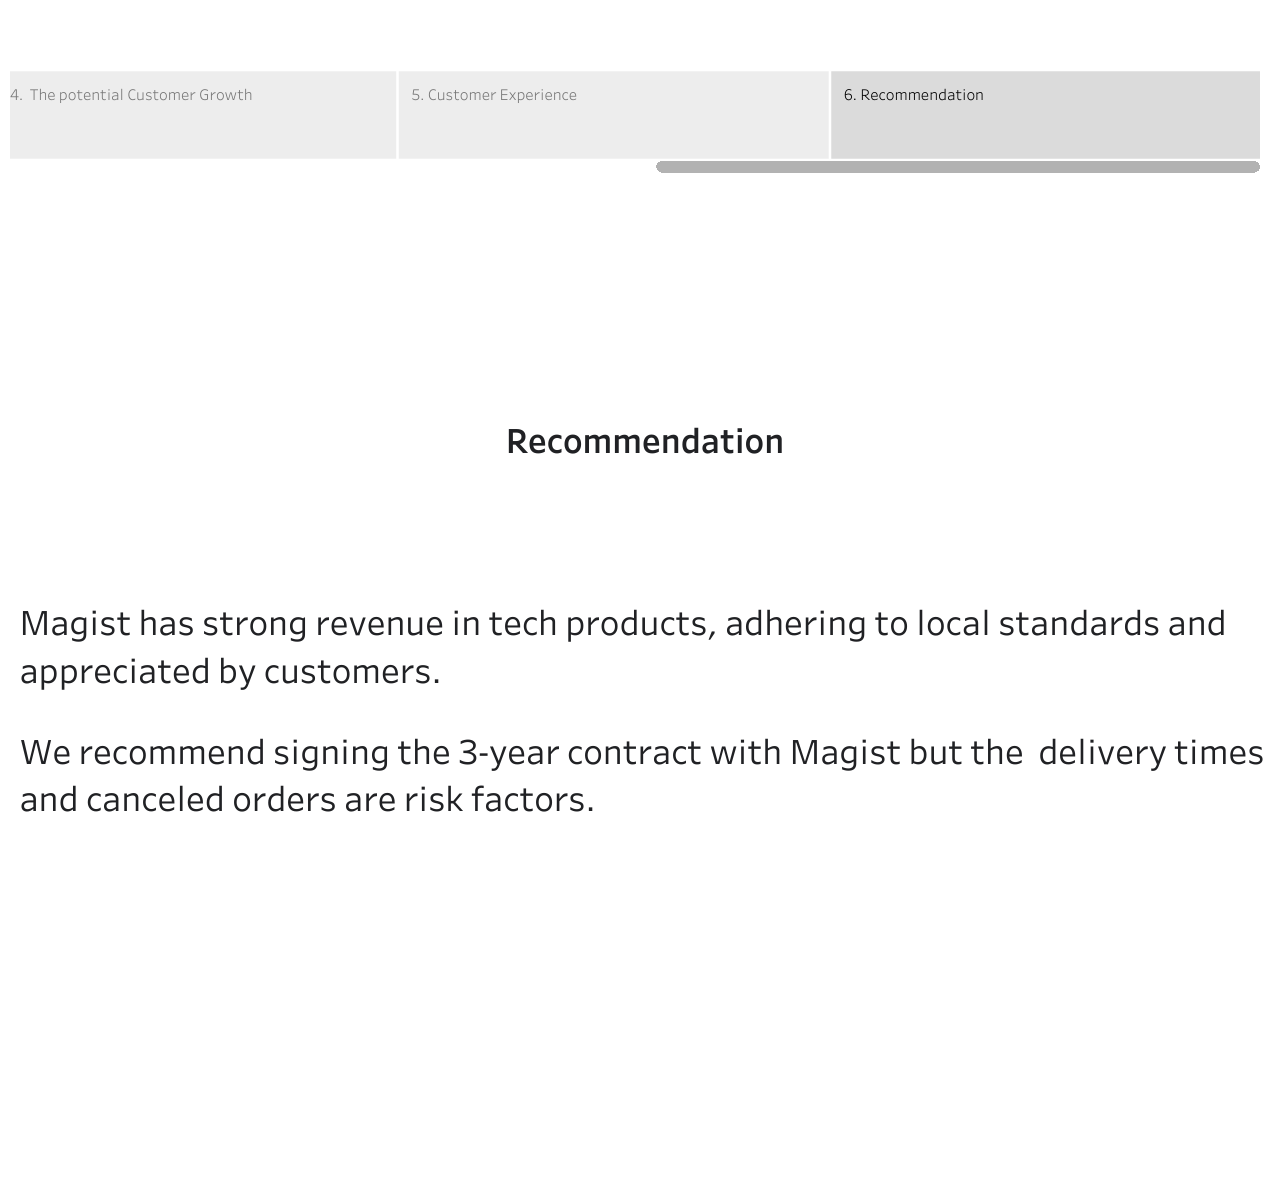 4.  The potential Customer Growth
5. Customer Experience
6. Recommendation
Recommendation
Magist has strong revenue in tech products, adhering to local standards and
appreciated by customers.
We recommend signing the 3-year contract with Magist but the  delivery times
and canceled orders are risk factors.